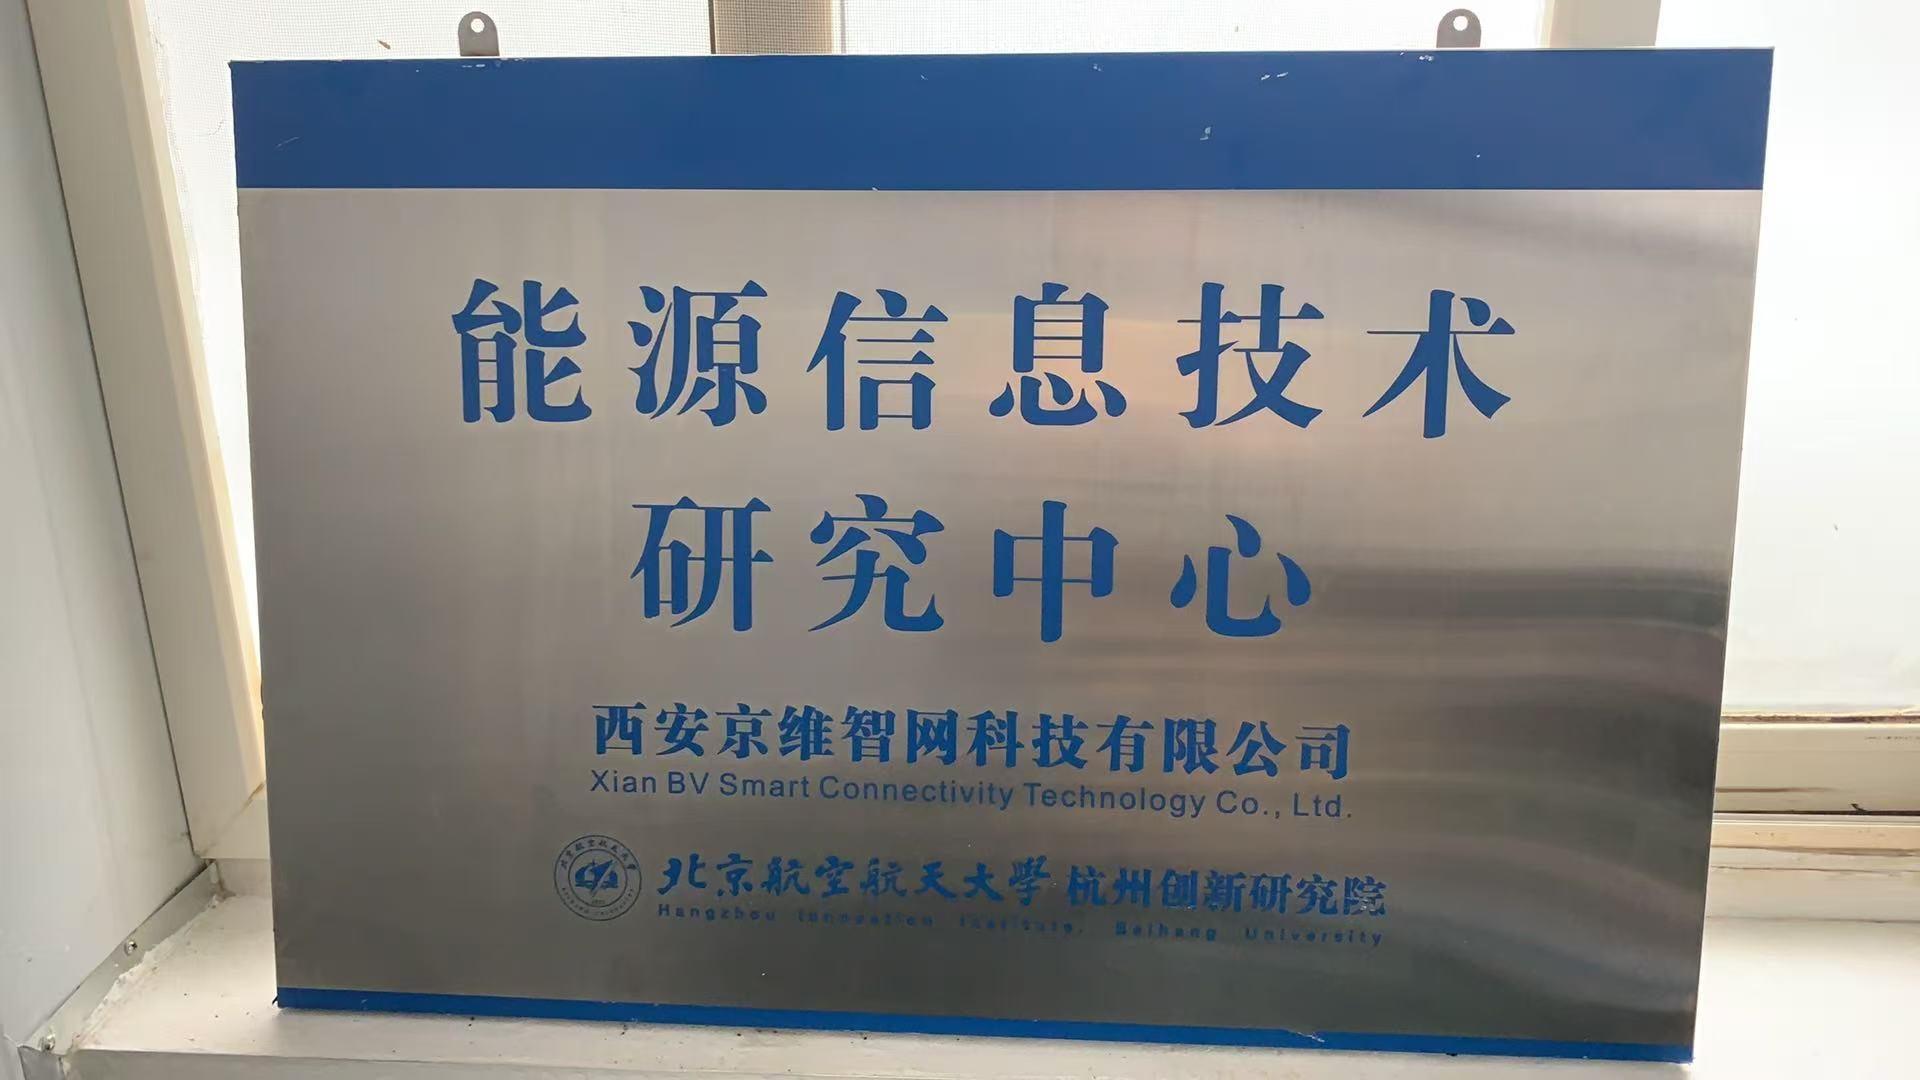 能源信息技术
研究中心
西安京维智网科技有限公司
Xian BV Smart Connectivity Technology Co., Ltd.
北京航空航天大學 杭州创新研究院
Hangzhou Innovation Institute, Beihang University